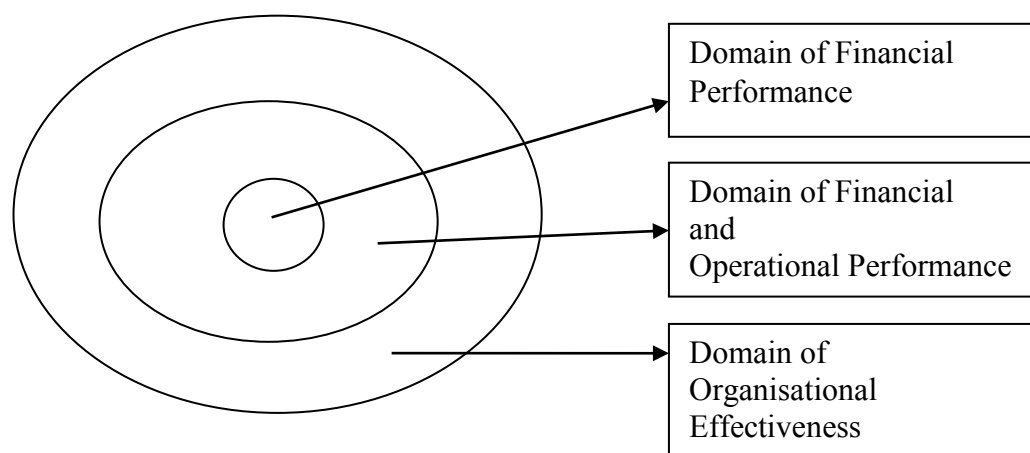 Domain of Financial
Performance
Domain of Financial
and
Operational Performance
Domain of
Organisational
Effectiveness